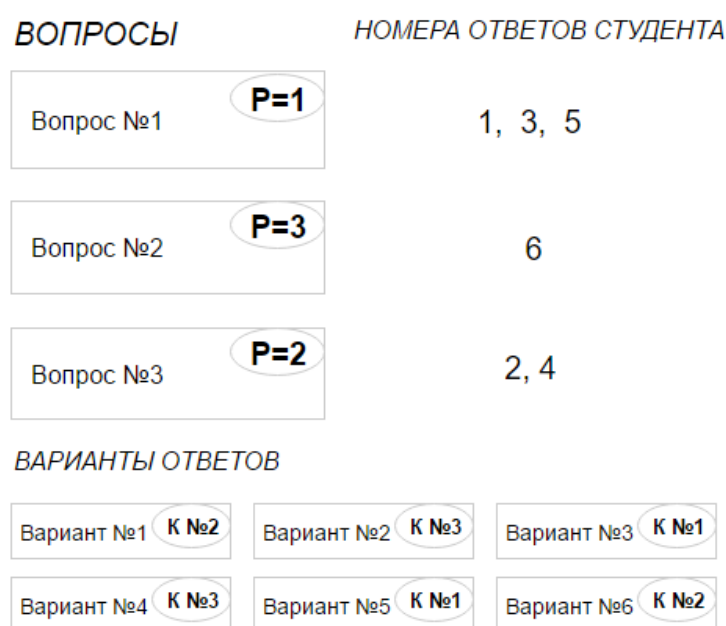 ВОПРОСЫ НОМЕРА ОТВЕТОВ СТУДЕНТА
Вопрос №1 P=1 1, 3, 5
Вопрос №2 P=3 6
Вопрос №3 P=2 2, 4
ВАРИАНТЫ ОТВЕТОВ
Вариант №1 К №2 Вариант №2 К №3 Вариант №3 К №1
Вариант №4 К №3 Вариант №5 К №1 Вариант №6 К №2